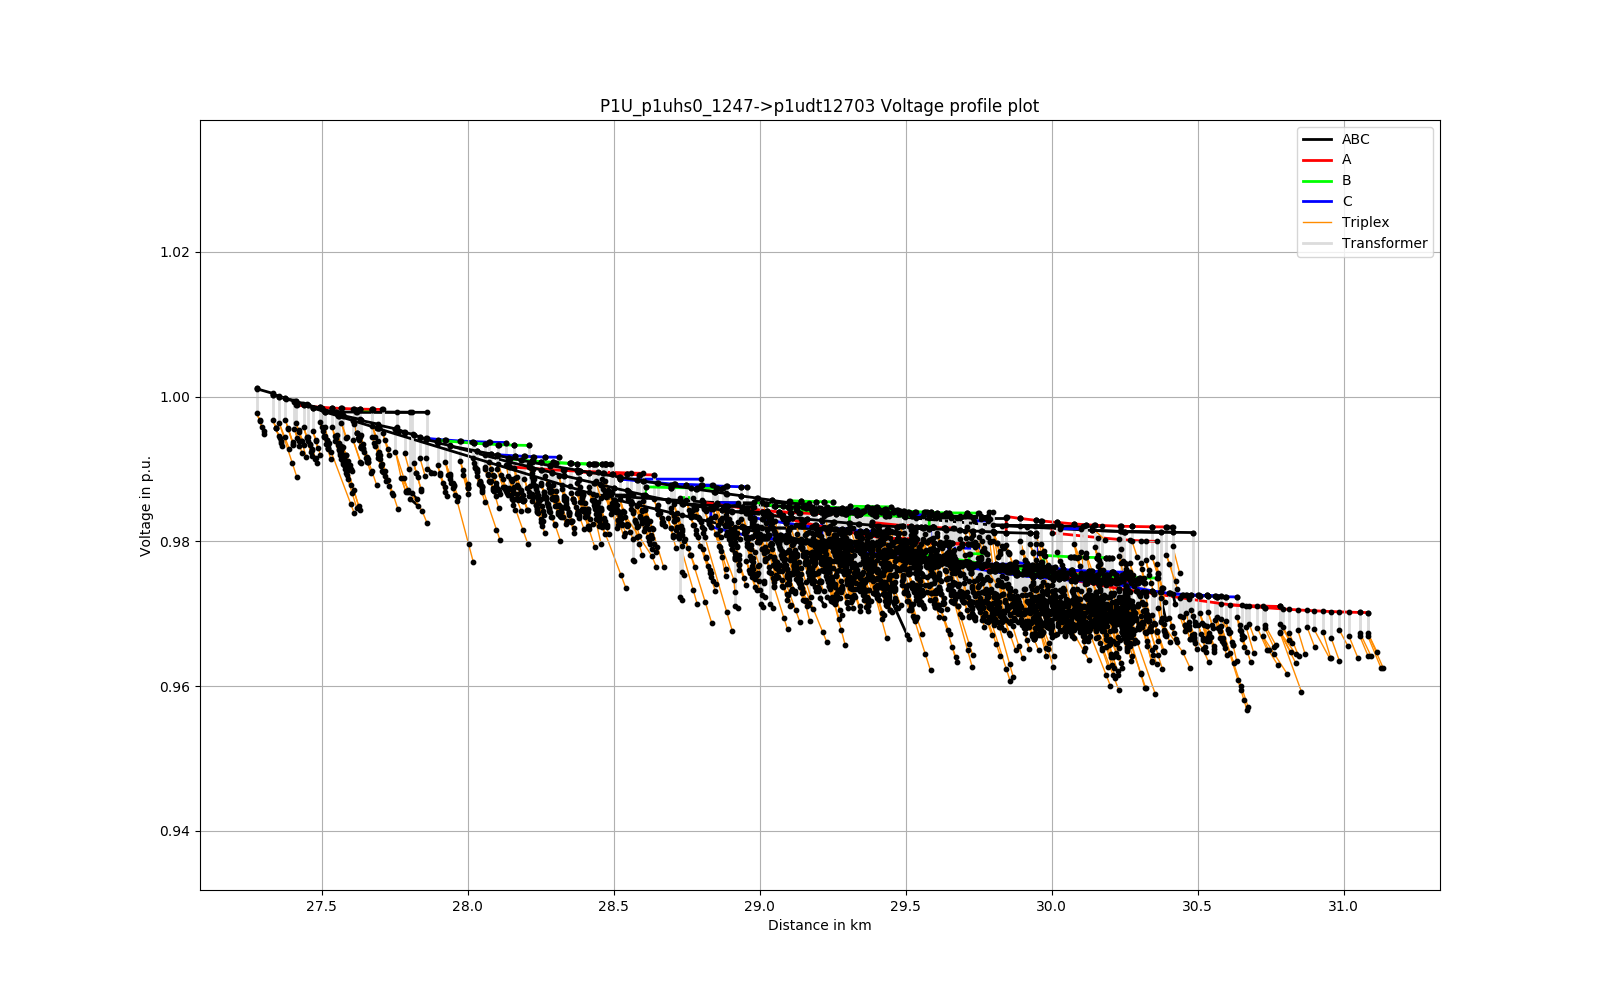 P1U_p1uhs0_1247->p1udt12703 Voltage profile plot
ABC
A
B
C
Triplex
Transformer
1.02
1.00
0.98
0.96
0.94
Voltage in p.u.
27.5 28.0 28.5 29.0 29.5 30.0 30.5 31.0
Distance in km